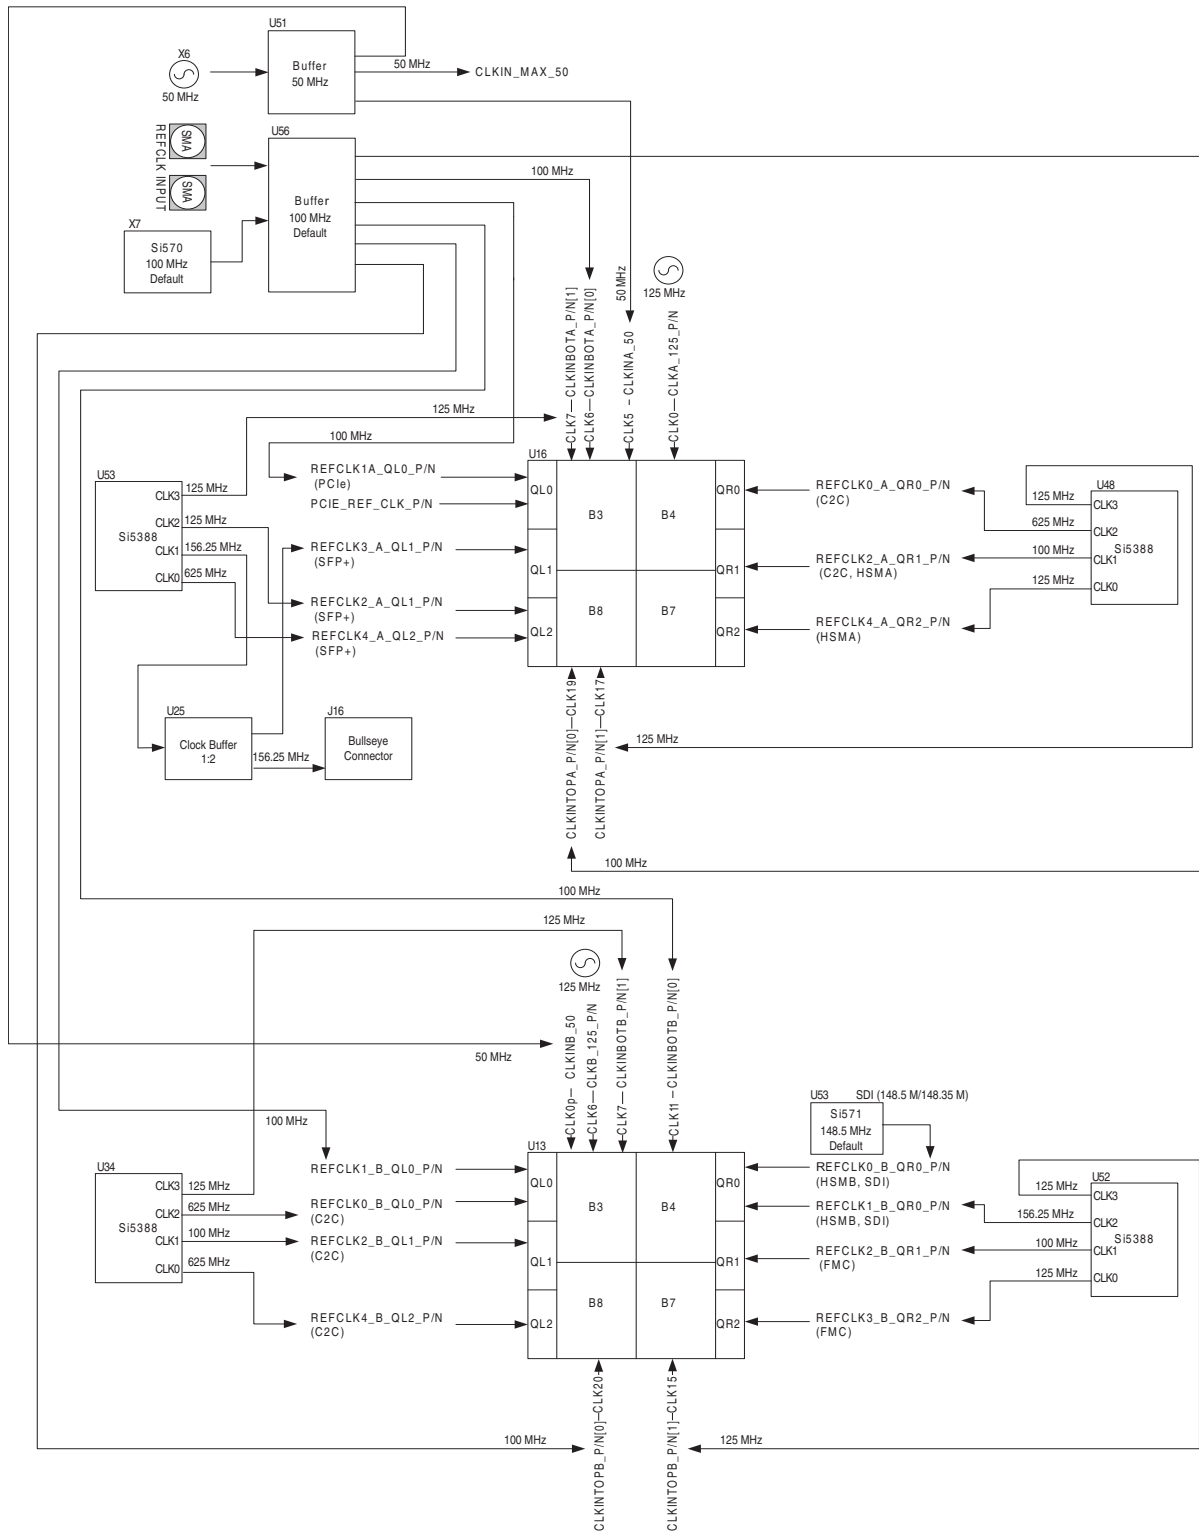 U51
Buffer
50 MHz
X6
50 MHz
50 MHz
CLKIN_MAX_50
REFCLK INPUT
SMA
SMA
U56
Buffer
100 MHz
Default
X7
Si570
100 MHz
Default
100 MHz
50 MHz
125 MHz
CLK7—CLKINBOTA_P/N[1]
CLK6—CLKINBOTA_P/N[0]
CLK5 - CLKINA_50
CLK0—CLKA_125_P/N
125 MHz
100 MHz
U53
Si5388
CLK3
CLK2
CLK1
CLK0
125 MHz
125 MHz
156.25 MHz
625 MHz
REFCLK1A_QL0_P/N
(PCIe)
PCIE_REF_CLK_P/N
REFCLK3_A_QL1_P/N
(SFP+)
REFCLK2_A_QL1_P/N
(SFP+)
REFCLK4_A_QL2_P/N
(SFP+)
U16
QL0
QL1
QL2
B3
B4
B8
B7
QR0
QR1
QR2
REFCLK0_A_QR0_P/N
(C2C)
REFCLK2_A_QR1_P/N
(C2C, HSMA)
REFCLK4_A_QR2_P/N
(HSMA)
U48
Si5388
CLK3
CLK2
CLK1
CLK0
125 MHz
625 MHz
100 MHz
125 MHz
U25
Clock Buffer
1:2
156.25 MHz
J16
Bullseye
Connector
CLKINTOPA_P/N[0]—CLK19
CLKINTOPA_P/N[1]—CLK17
125 MHz
100 MHz
100 MHz
125 MHz
125 MHz
50 MHz
CLK0p— CLKINB_50
CLK6—CLKB_125_P/N
CLK7— CLKINBOTB_P/N[1]
CLK11 – CLKINBOTB_P/N[0]
100 MHz
U34
Si5388
CLK3
CLK2
CLK1
CLK0
125 MHz
625 MHz
100 MHz
625 MHz
REFCLK1_B_QL0_P/N
REFCLK0_B_QL0_P/N
(C2C)
REFCLK2_B_QL1_P/N
(C2C)
REFCLK4_B_QL2_P/N
(C2C)
U13
QL0
QL1
QL2
B3
B4
B8
B7
QR0
QR1
QR2
U53
SDI (148.5 M/148.35 M)
Si571
148.5 MHz
Default
REFCLK0_B_QR0_P/N
(HSMB, SDI)
REFCLK1_B_QR0_P/N
(HSMB, SDI)
REFCLK2_B_QR1_P/N
(FMC)
REFCLK3_B_QR2_P/N
(FMC)
U52
Si5388
CLK3
CLK2
CLK1
CLK0
125 MHz
156.25 MHz
100 MHz
125 MHz
100 MHz
CLKINTOPB_P/N[0]–CLK20
CLKINTOPB_P/N[1]–CLK15
125 MHz